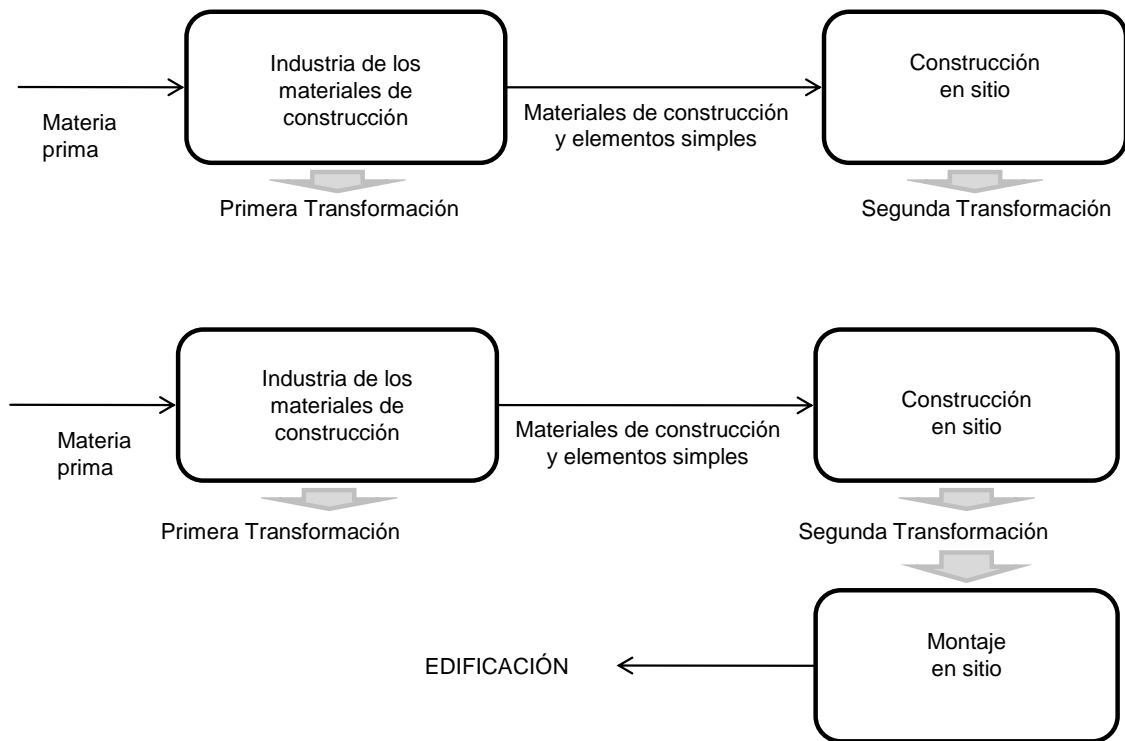 Industria de los
materiales de
construcción
Construcción
en sitio
Materia
prima
Materiales de construcción
y elementos simples
Primera Transformación
Segunda Transformación
Industria de los
materiales de
construcción
Construcción
en sitio
Materia
prima
Materiales de construcción
y elementos simples
Primera Transformación
Segunda Transformación
Montaje
en sitio
EDIFICACIÓN